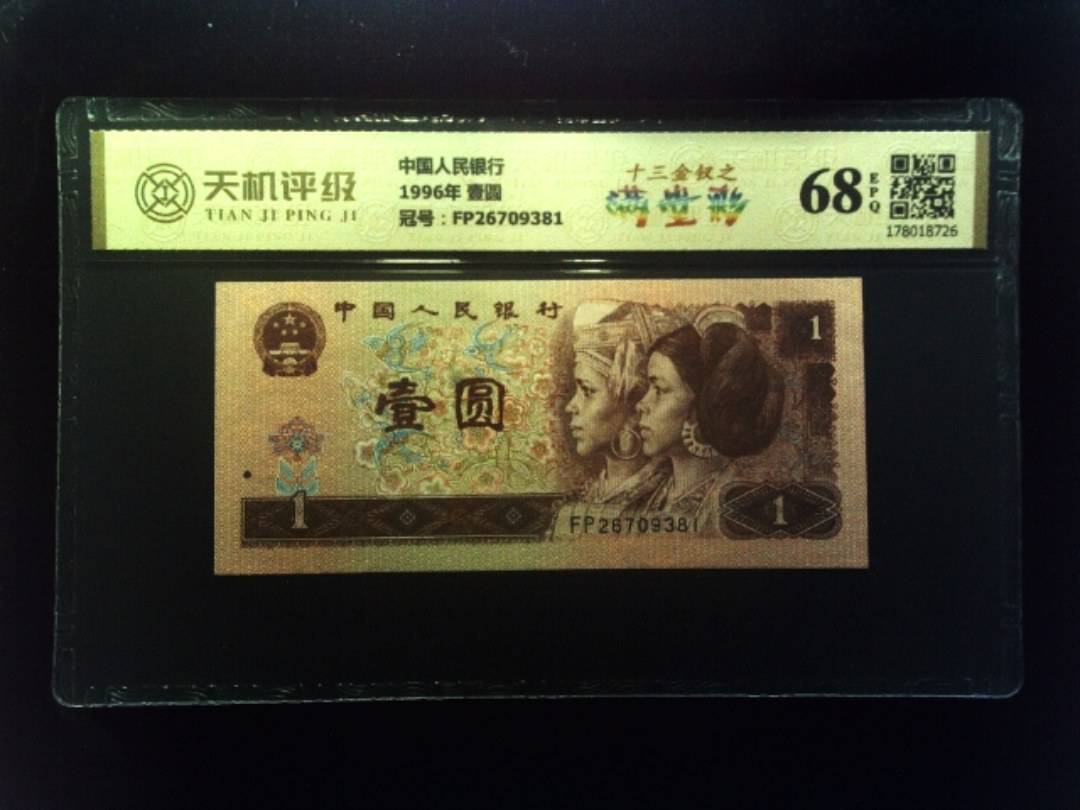 天机评级
TIAN JI PING JI
中国人民银行
1996年 壹圆
冠号：FP26709381
十三金钗之
满堂彩
68
EPQ
178018726
中国人民银行
1
壹圆
1
FP26709381
1